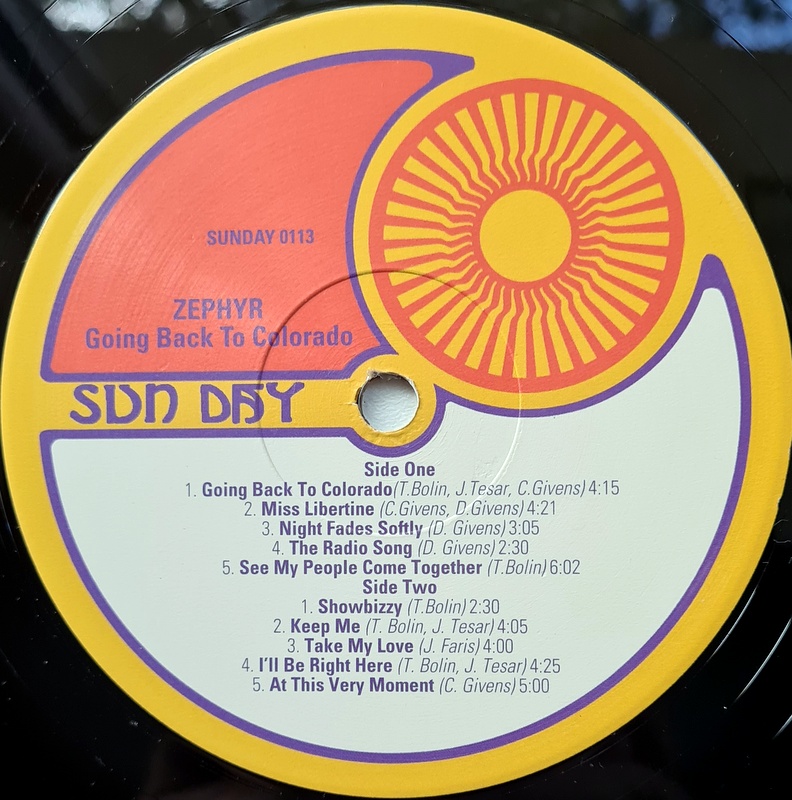 SUNDAY 0113
ZEPHYR
Going Back To Colorado
SUN DAY
Side One
1. Going Back To Colorado (T.Bolin, J.Tesar, C.Givens) 4:15
2. Miss Libertine (C.Givens, D.Givens) 4:21
3. Night Fades Softly (D. Givens) 3:05
4. The Radio Song (D. Givens) 2:30
5. See My People Come Together (T.Bolin) 6:02
Side Two
1. Showbizzy (T.Bolin) 2:30
2. Keep Me (T. Bolin, J. Tesar) 4:05
3. Take My Love (J. Faris) 4:00
4. I'll Be Right Here (T. Bolin, J. Tesar) 4:25
5. At This Very Moment (C. Givens) 5:00